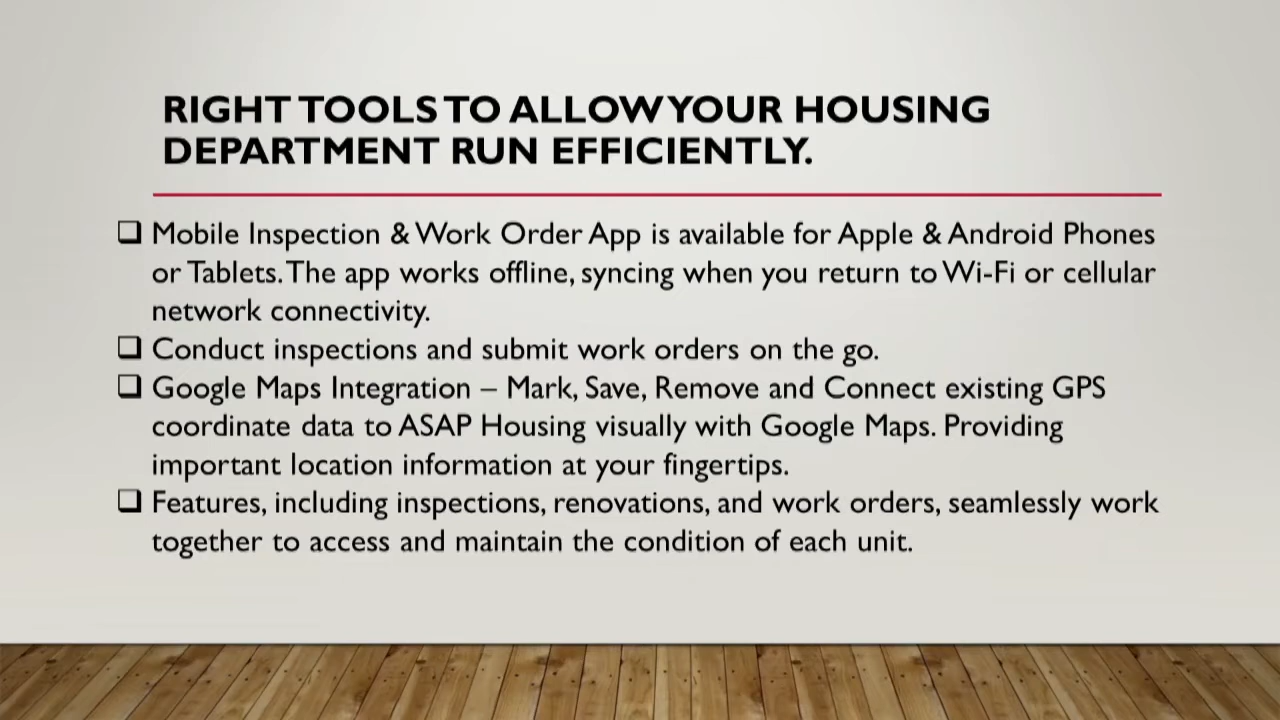 RIGHT TOOLS TO ALLOW YOUR HOUSING
DEPARTMENT RUN EFFICIENTLY.
❑ Mobile Inspection & Work Order App is available for Apple & Android Phones
or Tablets. The app works offline, syncing when you return to Wi-Fi or cellular
network connectivity.
❑ Conduct inspections and submit work orders on the go.
❑ Google Maps Integration – Mark, Save, Remove and Connect existing GPS
coordinate data to ASAP Housing visually with Google Maps. Providing
important location information at your fingertips.
❑ Features, including inspections, renovations, and work orders, seamlessly work
together to access and maintain the condition of each unit.